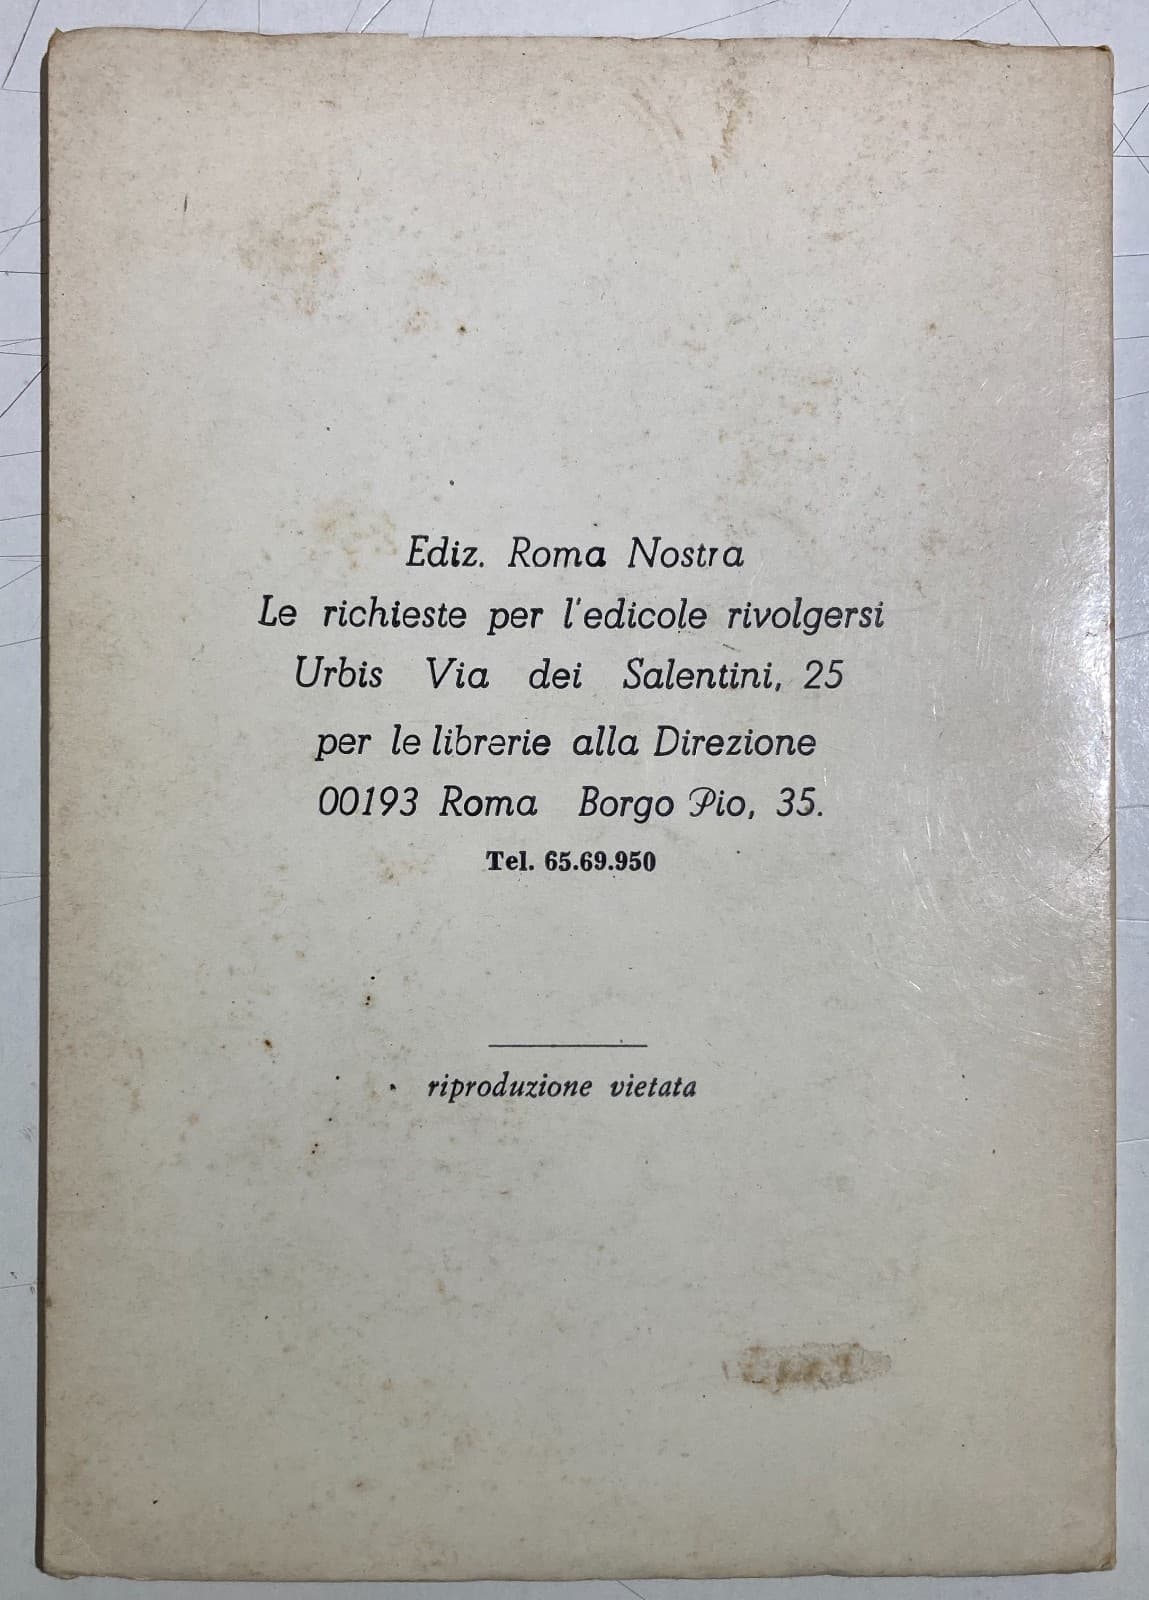 Ediz. Roma Nostra
Le richieste per l'edicole rivolgersi
Urbis Via dei Salentini, 25
per le librerie alla Direzione
00193 Roma Borgo Pio, 35.
Tel. 65.69.950
riproduzione vietata